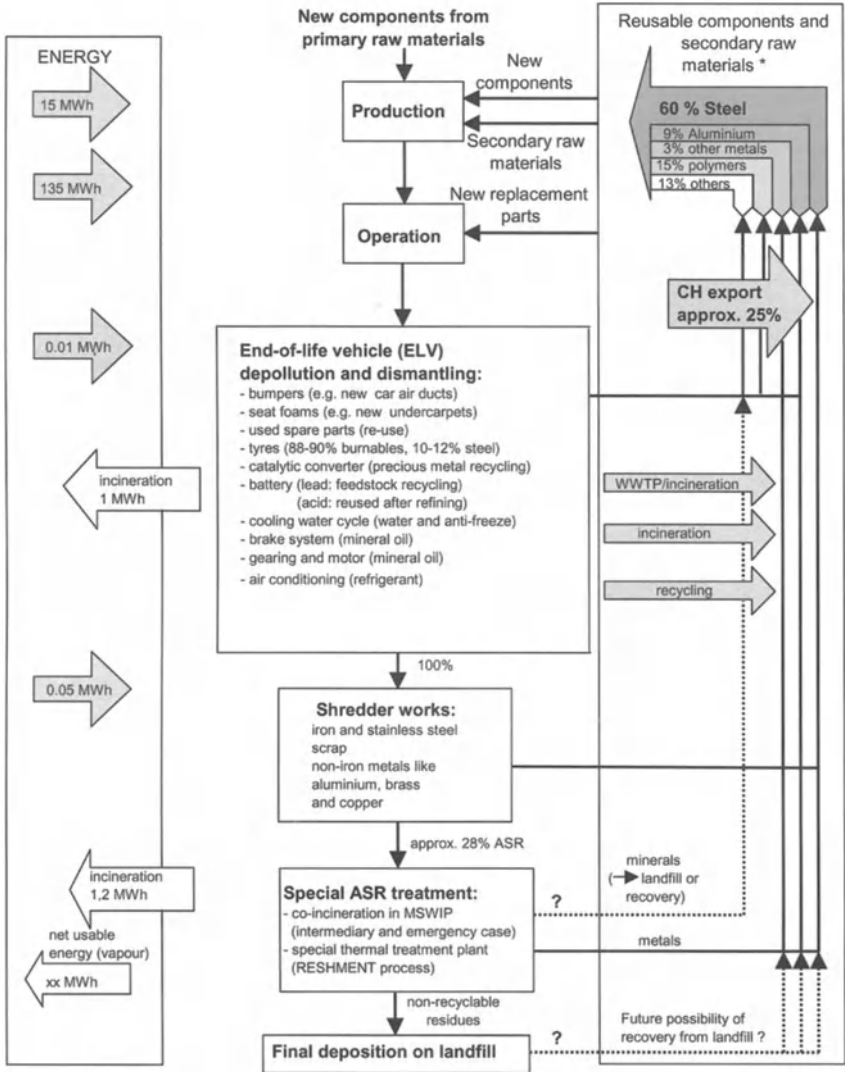 New components from
primary raw materials
ENERGY
15 MWh
135 MWh
0.01 MWh
incineration
1 MWh
0.05 MWh
incineration
1,2 MWh
net usable
energy (vapour)
xx MWh
Production
New
components
Secondary raw
materials
Operation
New replacement
parts
End-of-life vehicle (ELV)
depollution and dismantling:
- bumpers (e.g. new car air ducts)
- seat foams (e.g. new undercarpets)
- used spare parts (re-use)
- tyres (88-90% burnables, 10-12% steel)
- catalytic converter (precious metal recycling)
- battery (lead: feedstock recycling)
(acid: reused after refining)
- cooling water cycle (water and anti-freeze)
- brake system (mineral oil)
- gearing and motor (mineral oil)
- air conditioning (refrigerant)
100%
Shredder works:
iron and stainless steel
scrap
non-iron metals like
aluminium, brass
and copper
approx. 28% ASR
Special ASR treatment:
- co-incineration in MSWIP
(intermediary and emergency case)
- special thermal treatment plant
(RESHMENT process)
non-recyclable
residues
Final deposition on landfill
Reusable components and
secondary raw
materials *
60 % Steel
9% Aluminium
3% other metals
15% polymers
13% others
CH export
approx. 25%
WWTP/incineration
incineration
recycling
minerals
( landfill or
recovery)
?
metals
?
Future possibility of
recovery from landfill ?